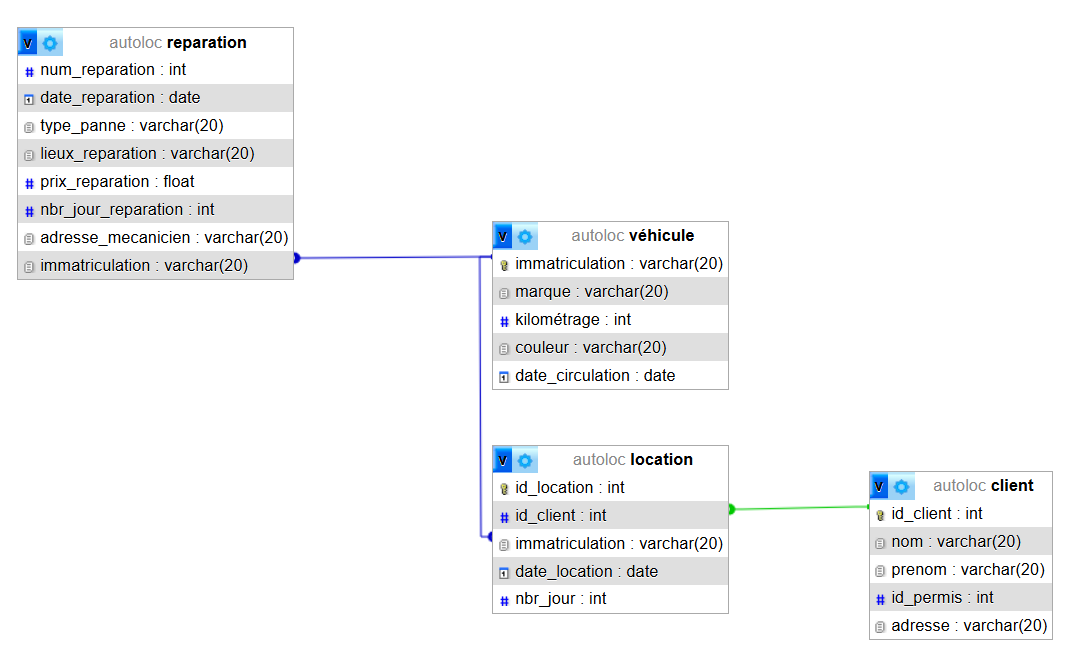 V autoloc reparation
# num_reparation : int
date_reparation : date
type_panne : varchar(20)
lieux_reparation : varchar(20)
# prix_reparation : float
# nbr_jour_reparation : int
adresse_mecanicien : varchar(20)
immatriculation : varchar(20)
V autoloc véhicule
immatriculation : varchar(20)
marque : varchar(20)
# kilométrage : int
couleur : varchar(20)
date_circulation : date
V autoloc location
id_location : int
# id_client : int
immatriculation : varchar(20)
date_location : date
# nbr_jour : int
V autoloc client
id_client : int
nom : varchar(20)
prenom : varchar(20)
# id_permis : int
adresse : varchar(20)